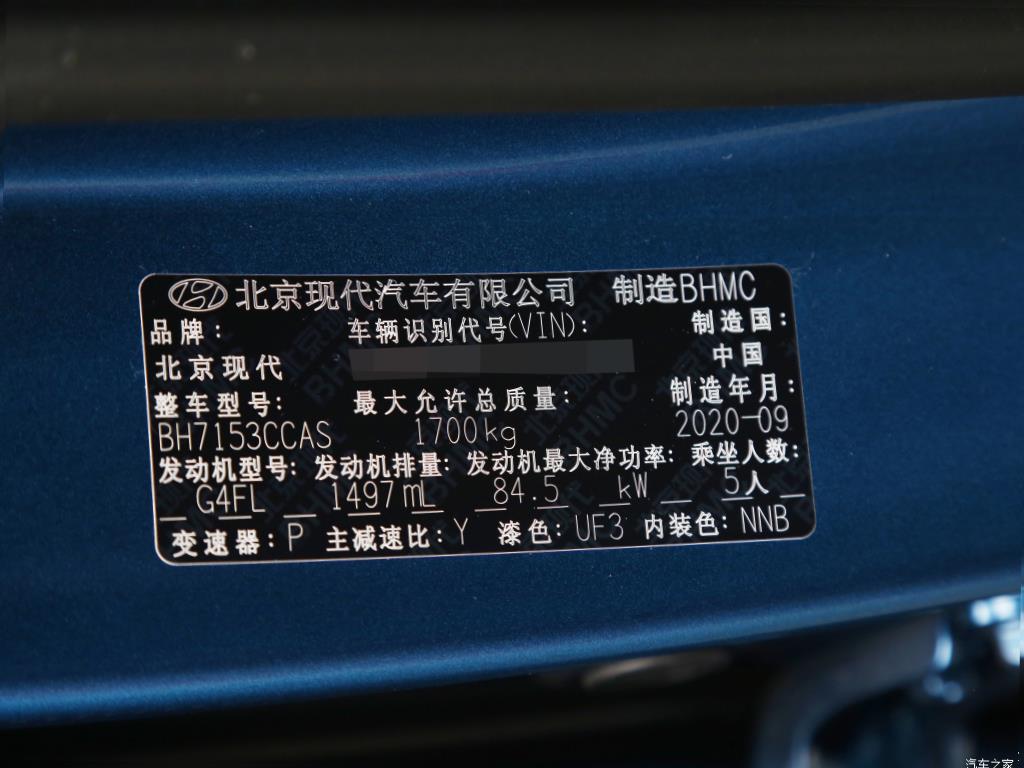 北京现代汽车有限公司 制造BHMC
品牌: 车辆识别代号(VIN): 制造国:
北京现代 中国
整车型号: 最大允许总质量: 制造年月:
BH7153CCAS 1700kg 2020-09
发动机型号: 发动机排量: 发动机最大净功率: 乘坐人数:
G4FL 1497mL 84.5 kW 5人
变速器: P 主减速比: Y 漆色: UF3 内装色: NNB
汽车之家